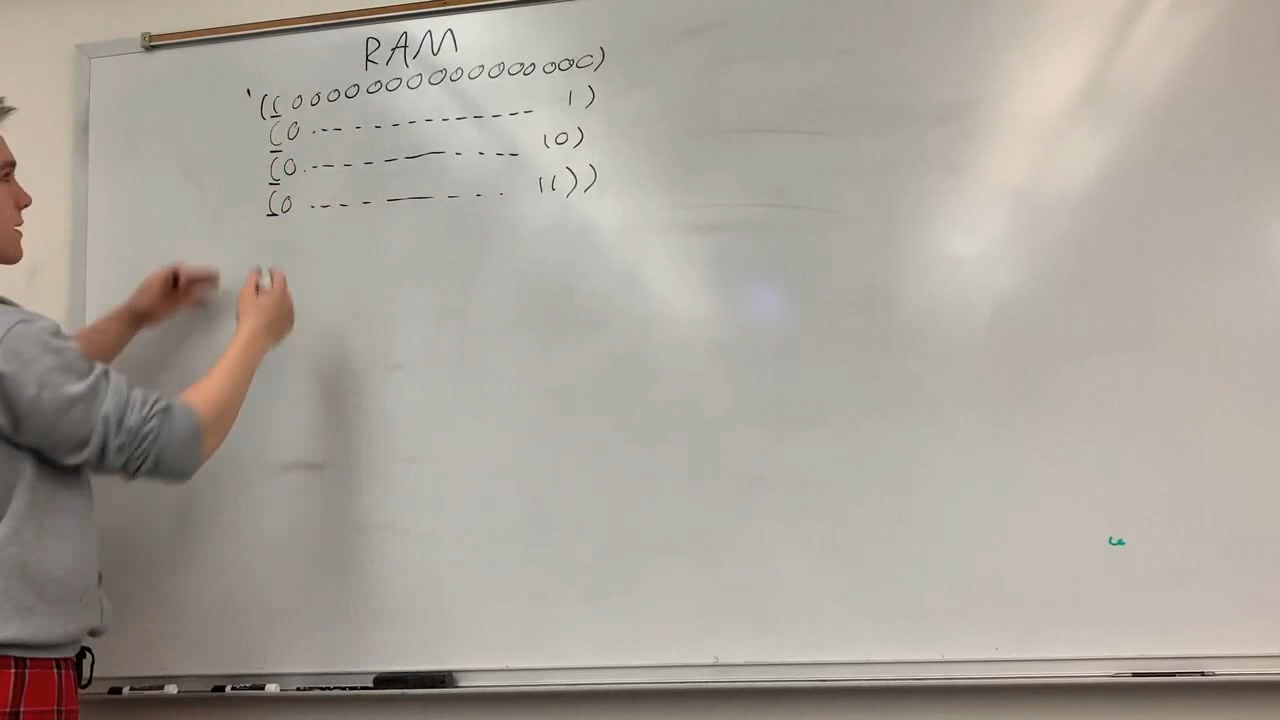 RAM
'((0000000000000000)
(0 ------------ 1)
(0 ------------ 10)
(0 ---------- 11))